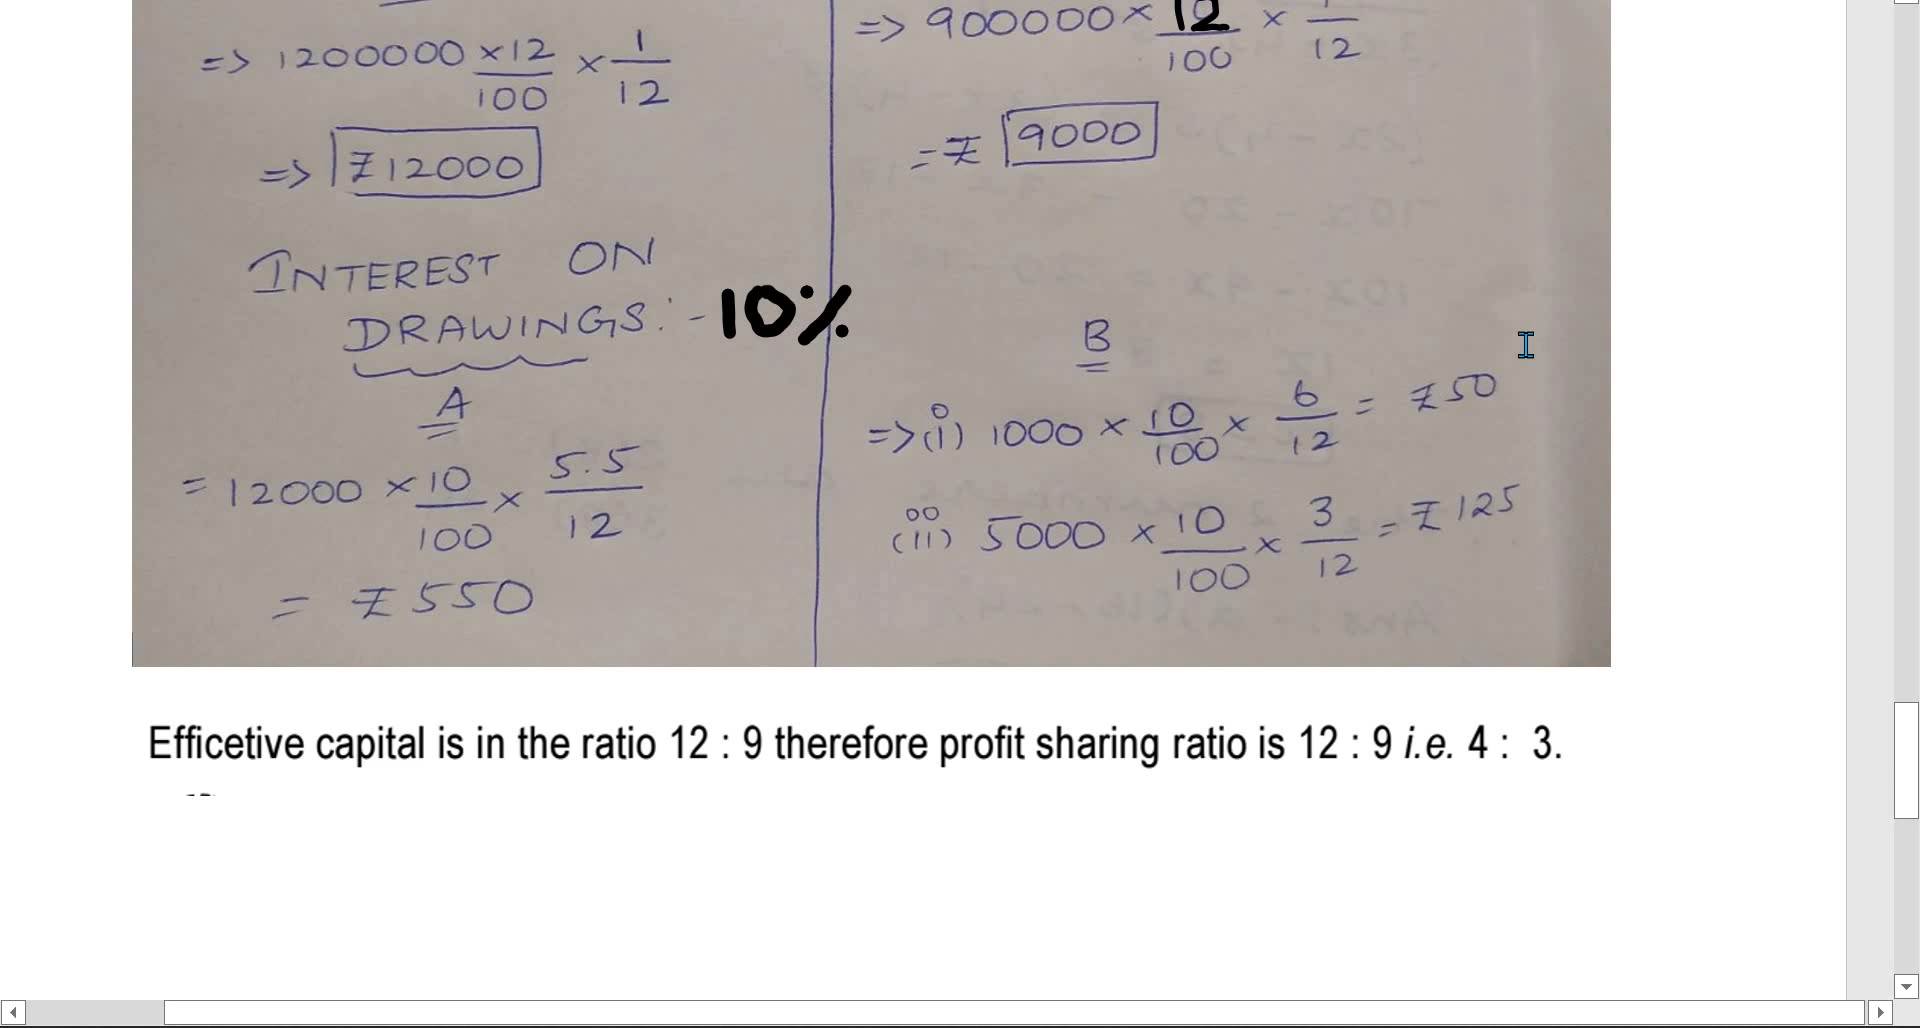 => 1200000 × 12/100 × 1/12
=> ₹12000
INTEREST ON
DRAWINGS :- 10%
A
= 12000 × 10/100 × 5.5/12
= ₹ 550
=> 900000 × 12/100 × 1/12
= ₹ 9000
B
=> (i) 1000 × 10/100 × 6/12 = ₹50
(ii) 5000 × 10/100 × 3/12 = ₹125
Efficetive capital is in the ratio 12 : 9 therefore profit sharing ratio is 12 : 9 i.e. 4 : 3.